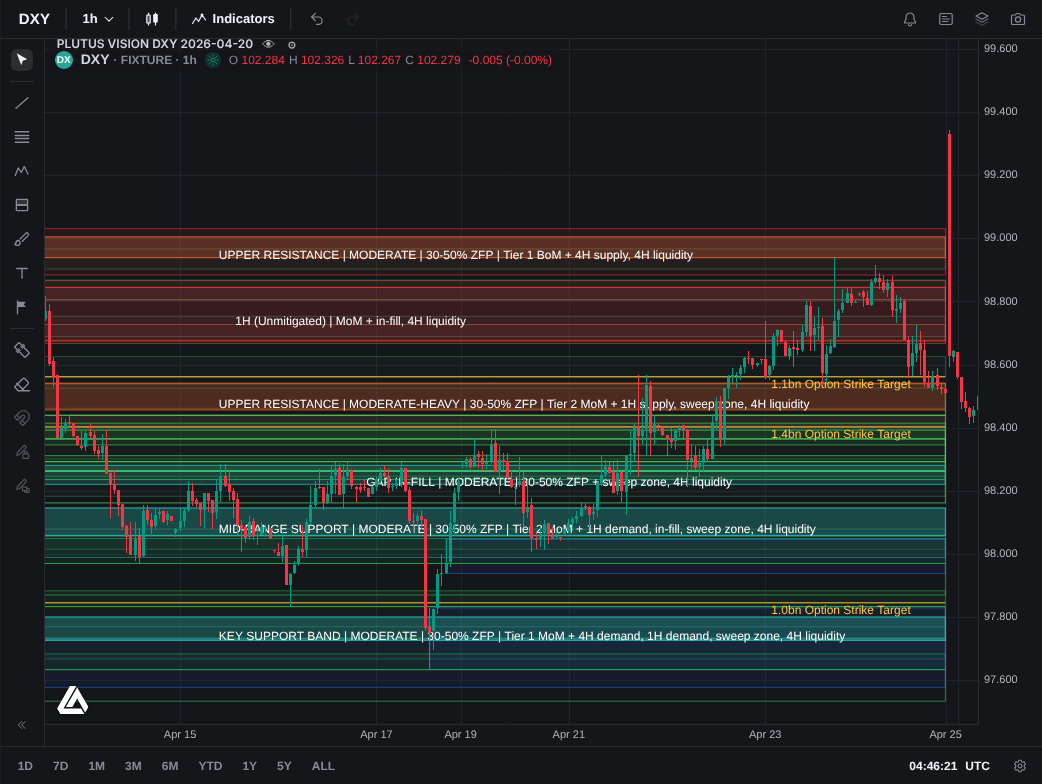 DXY 1h Indicators
PLUTUS VISION DXY 2026-04-20
DX DXY · FIXTURE · 1h O 102.284 H 102.326 L 102.267 C 102.279 -0.005 (-0.00%)
99.600
99.400
99.200
99.000
UPPER RESISTANCE | MODERATE | 30-50% ZFP | Tier 1 BoM + 4H supply, 4H liquidity
98.800
1H (Unmitigated) | MoM + in-fill, 4H liquidity
98.600
1.1bn Option Strike Target
UPPER RESISTANCE | MODERATE-HEAVY | 30-50% ZFP | Tier 2 MoM + 1H supply, sweep zone, 4H liquidity
98.400
1.4bn Option Strike Target
GAP IN-FILL | MODERATE | 30-50% ZFP + sweep zone, 4H liquidity
98.200
MID-RANGE SUPPORT | MODERATE | 30-50% ZFP | Tier 2 MoM + 1H demand, in-fill, sweep zone, 4H liquidity
98.000
1.0bn Option Strike Target
97.800
KEY SUPPORT BAND | MODERATE | 30-50% ZFP | Tier 1 MoM + 4H demand, 1H demand, sweep zone, 4H liquidity
97.600
Apr 15 Apr 17 Apr 19 Apr 21 Apr 23 Apr 25
1D 7D 1M 3M 6M YTD 1Y 5Y ALL 04:46:21 UTC